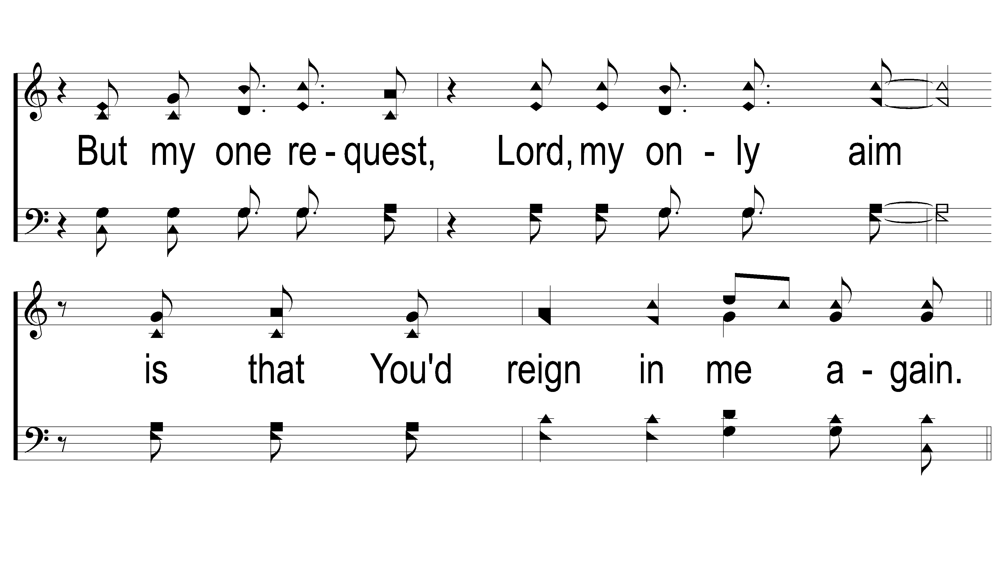 But my one re - quest, Lord, my on - ly aim
is that You'd reign in me a - gain.